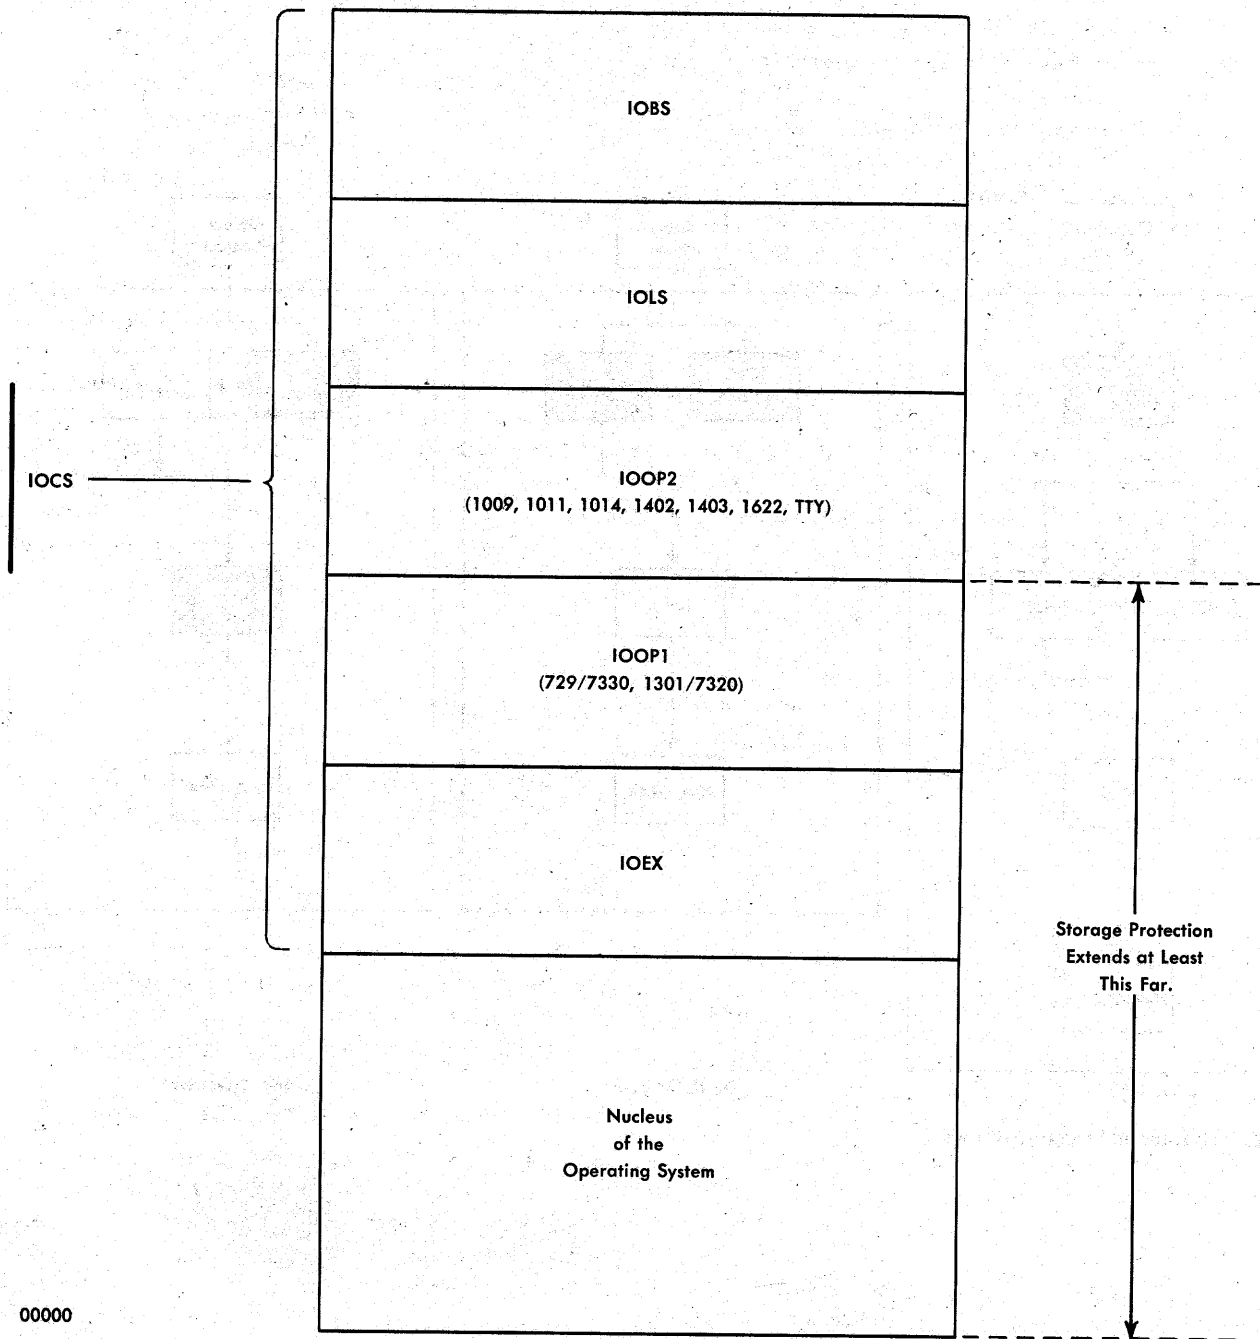 IOBS
IOLS
IOCS
IOOP2
(1009, 1011, 1014, 1402, 1403, 1622, TTY)
IOOP1
(729/7330, 1301/7320)
IOEX
Storage Protection
Extends at Least
This Far.
Nucleus
of the
Operating System
00000